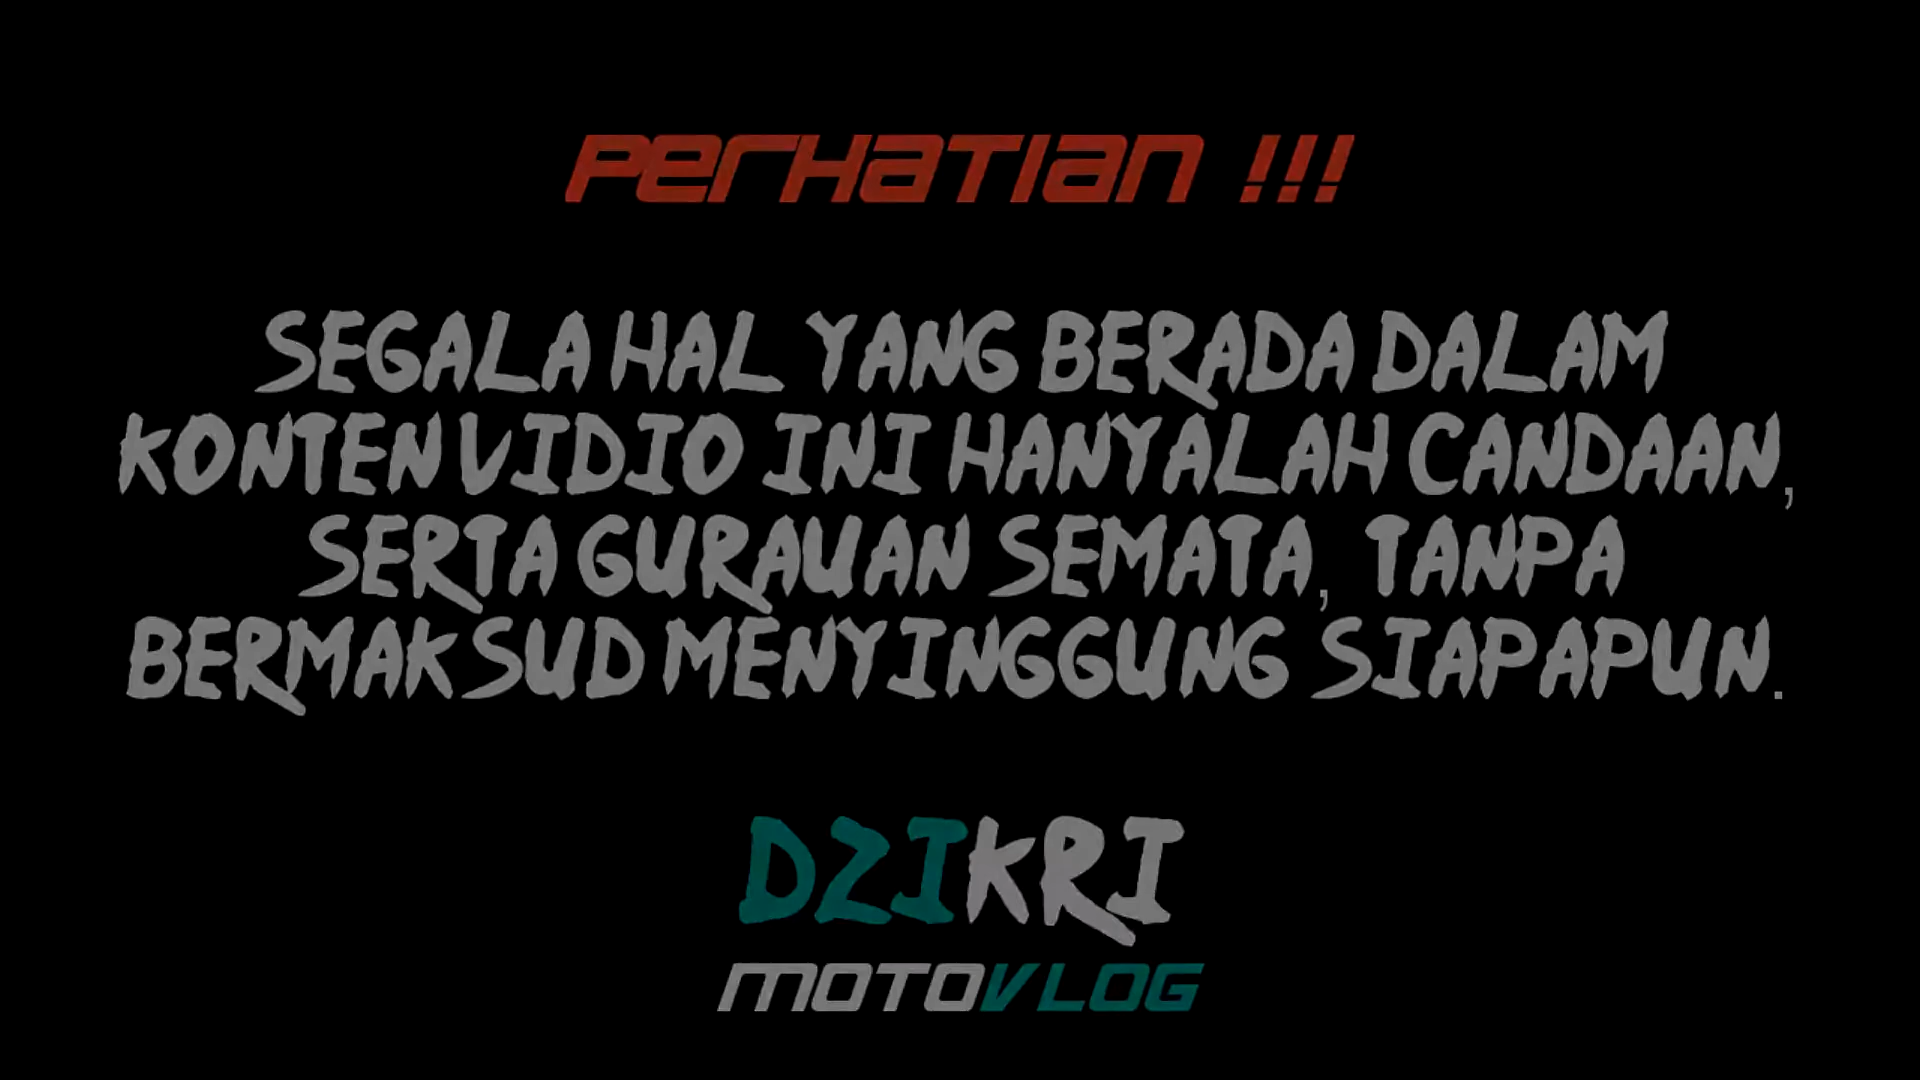 PERHATIAN !!!
SEGALA HAL YANG BERADA DALAM
KONTEN VIDIO INI HANYALAH CANDAAN,
SERTA GURAUAN SEMATA, TANPA
BERMAKSUD MENYINGGUNG SIAPAPUN.
DZIKRI
MOTOVLOG